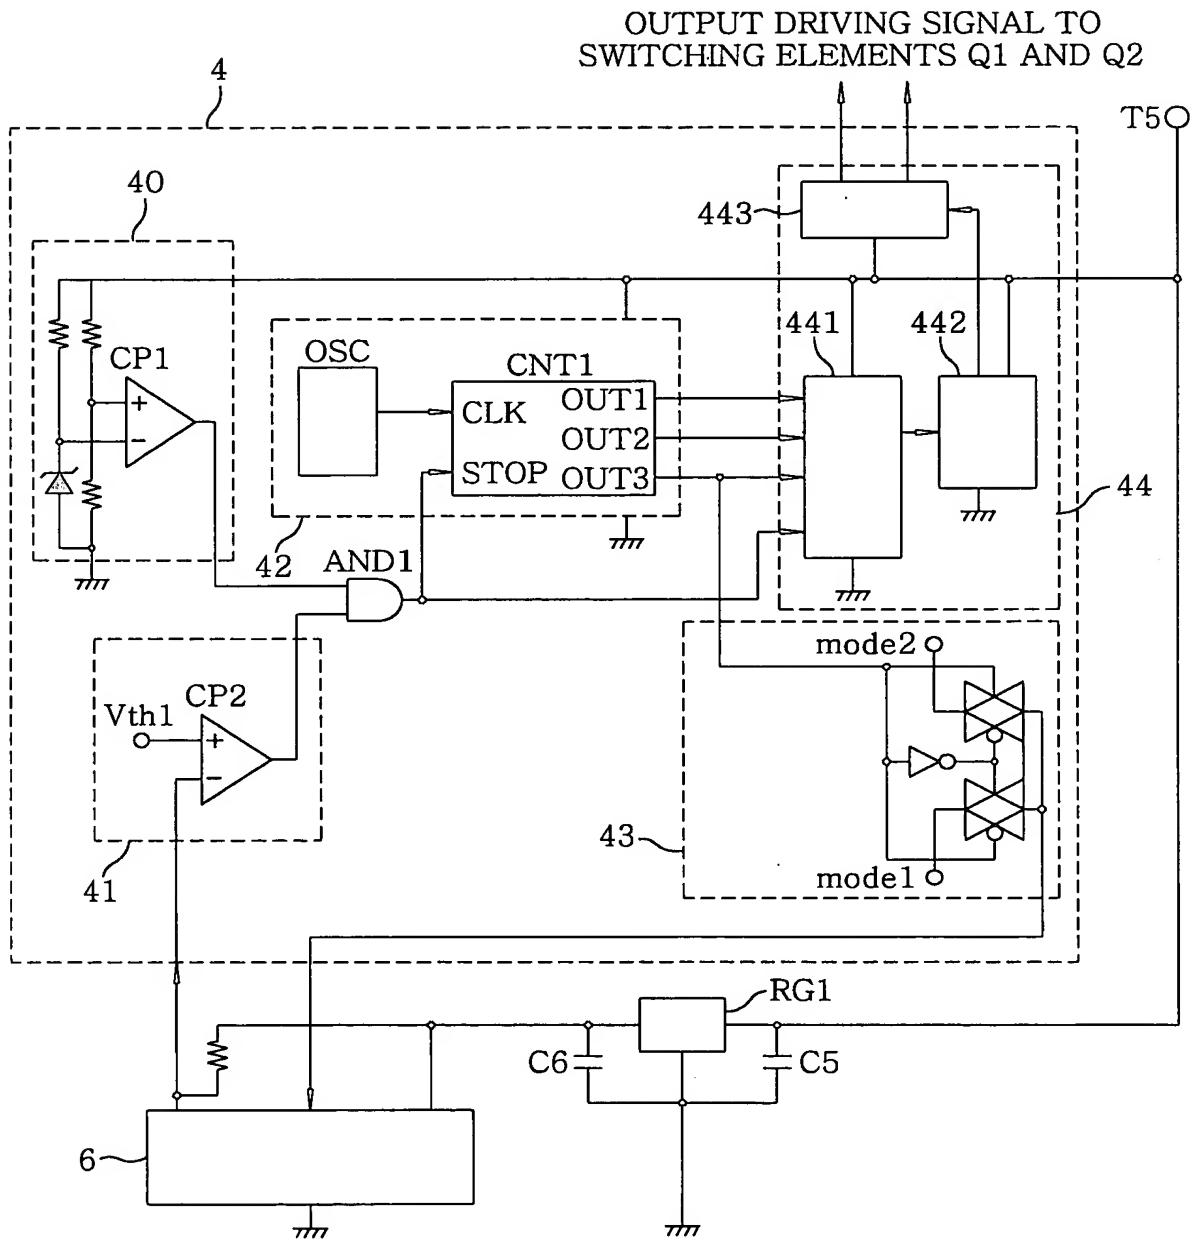 OUTPUT DRIVING SIGNAL TO
SWITCHING ELEMENTS Q1 AND Q2
4
T5
40
443
441
442
OSC
CNT1
CP1
OUT1
CLK
+
OUT2
−
STOP
OUT3
44
42
AND1
mode2
CP2
Vth1
+
−
43
mode1
41
RG1
C6
C5
6